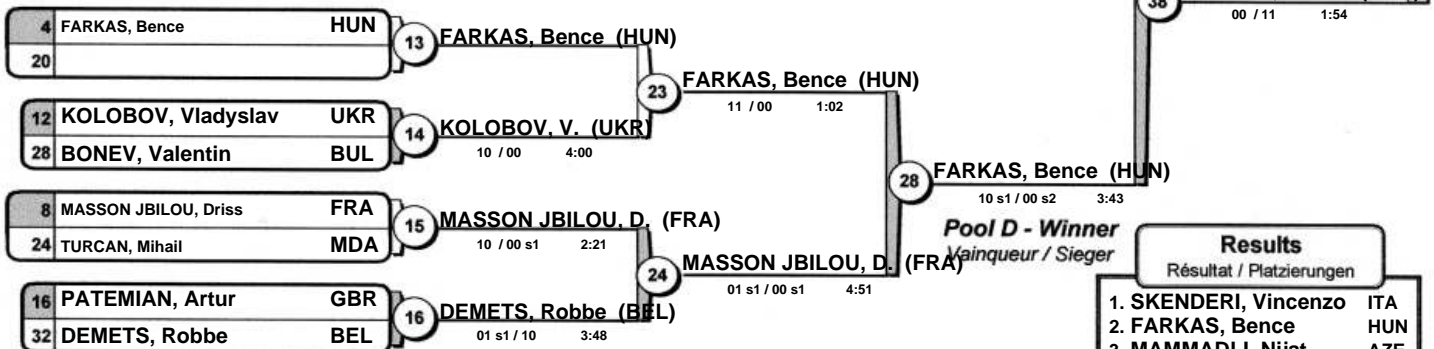 38
00 / 11 1:54
4 FARKAS, Bence HUN
20
13 FARKAS, Bence (HUN)
12 KOLOBOV, Vladyslav UKR
28 BONEV, Valentin BUL
14 KOLOBOV, V. (UKR)
10 / 00 4:00
23 FARKAS, Bence (HUN)
11 / 00 1:02
8 MASSON JBILOU, Driss FRA
24 TURCAN, Mihail MDA
15 MASSON JBILOU, D. (FRA)
10 / 00 s1 2:21
16 PATEMIAN, Artur GBR
32 DEMETS, Robbe BEL
16 DEMETS, Robbe (BEL)
01 s1 / 10 3:48
24 MASSON JBILOU, D. (FRA)
01 s1 / 00 s1 4:51
28 FARKAS, Bence (HUN)
10 s1 / 00 s2 3:43
Pool D - Winner
Vainqueur / Sieger
Results
Résultat / Platzierungen
1. SKENDERI, Vincenzo ITA
2. FARKAS, Bence HUN
3. MAMMADLI, Nijat AZE